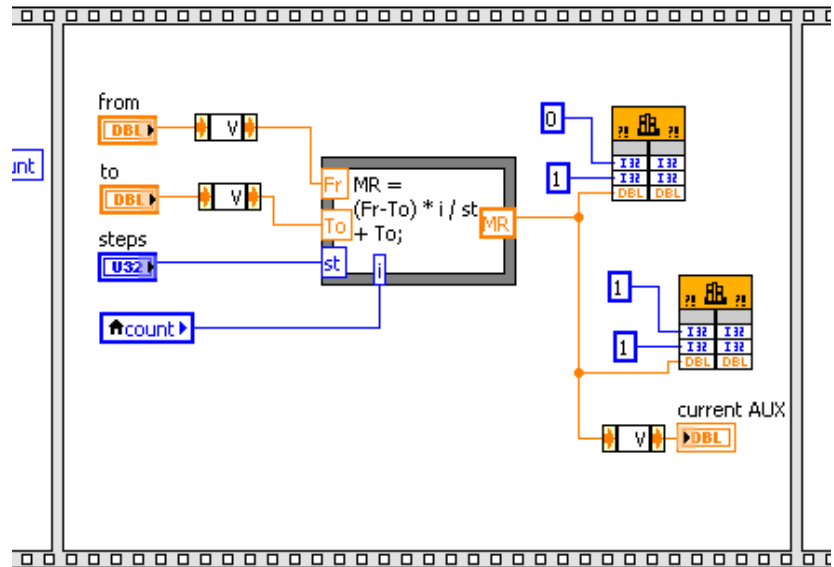 from
DBL
V
to
DBL
V
steps
U32
count
unt
Fr
To
st
i
MR =
(Fr-To) * i / st
+ To;
MR
0
1
?! ?!
I32 I32
I32 I32
DBL DBL
1
1
?! ?!
I32 I32
I32 I32
DBL DBL
current AUX
V
DBL